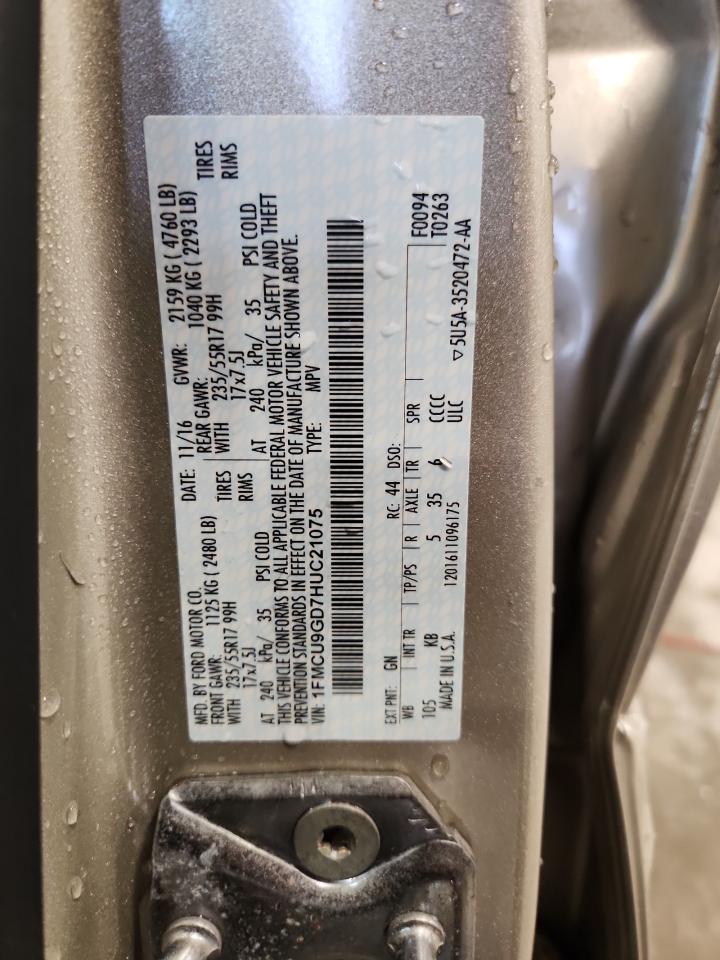 MFD. BY FORD MOTOR CO. DATE: 11/16 GVWR: 2159 KG ( 4760 LB)
FRONT GAWR: 1125 KG ( 2480 LB) REAR GAWR: 1040 KG ( 2293 LB)
WITH 235/55R17 99H TIRES WITH 235/55R17 99H TIRES
17x7.5J RIMS 17x7.5J RIMS
AT 240 kPa/ 35 PSI COLD AT 240 kPa/ 35 PSI COLD
THIS VEHICLE CONFORMS TO ALL APPLICABLE FEDERAL MOTOR VEHICLE SAFETY AND THEFT
PREVENTION STANDARDS IN EFFECT ON THE DATE OF MANUFACTURE SHOWN ABOVE.
VIN: 1FMCU9GD7HUC21075 TYPE: MPV
EXT PNT: GN RC: 44 DSO: F0094
WB INT TR TP/PS R AXLE TR SPR T0263
105 KB 5 35 6 CCCC
MADE IN U.S.A. 1201611096175 ULC ▽5U5A-3520472-AA